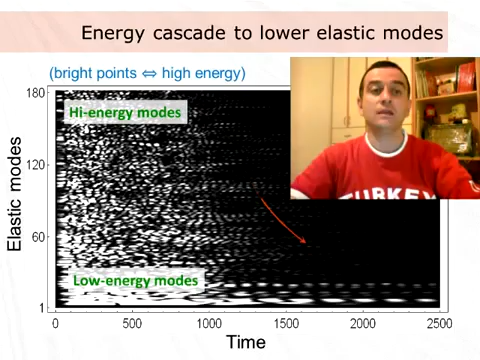 Energy cascade to lower elastic modes
(bright points ⇔ high energy)
180
Hi-energy modes
120
Elastic modes
60
Low-energy modes
1
0 500 1000 1500 2000 2500
Time
TURKEY